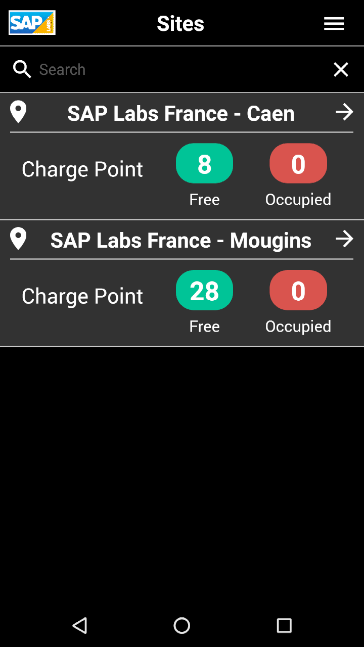 SAP
Sites
Search
SAP Labs France - Caen
Charge Point
8
0
Free
Occupied
SAP Labs France - Mougins
Charge Point
28
0
Free
Occupied